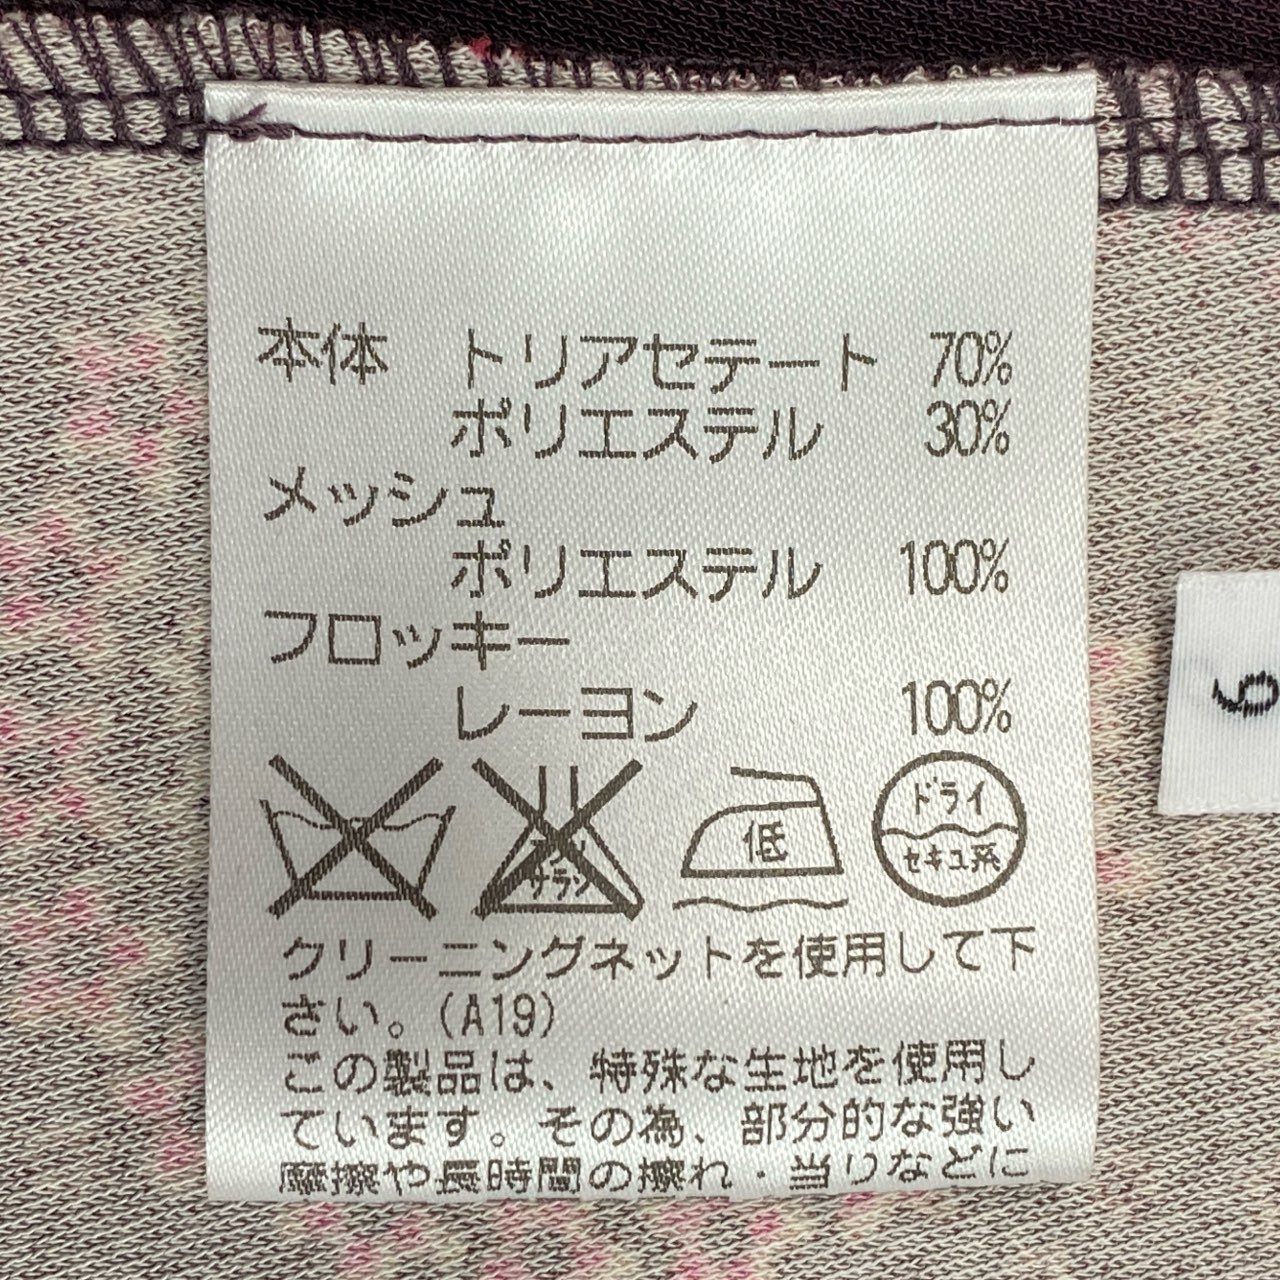 本体 トリアセテート 70%
ポリエステル 30%
メッシュ
ポリエステル 100%
フロッキー
レーヨン 100%
サラシ
低
ドライ
セキユ系
クリーニングネットを使用して下
さい。(A19)
この製品は、特殊な生地を使用し
ています。その為、部分的な強い
摩擦や長時間の擦れ・当りなどに